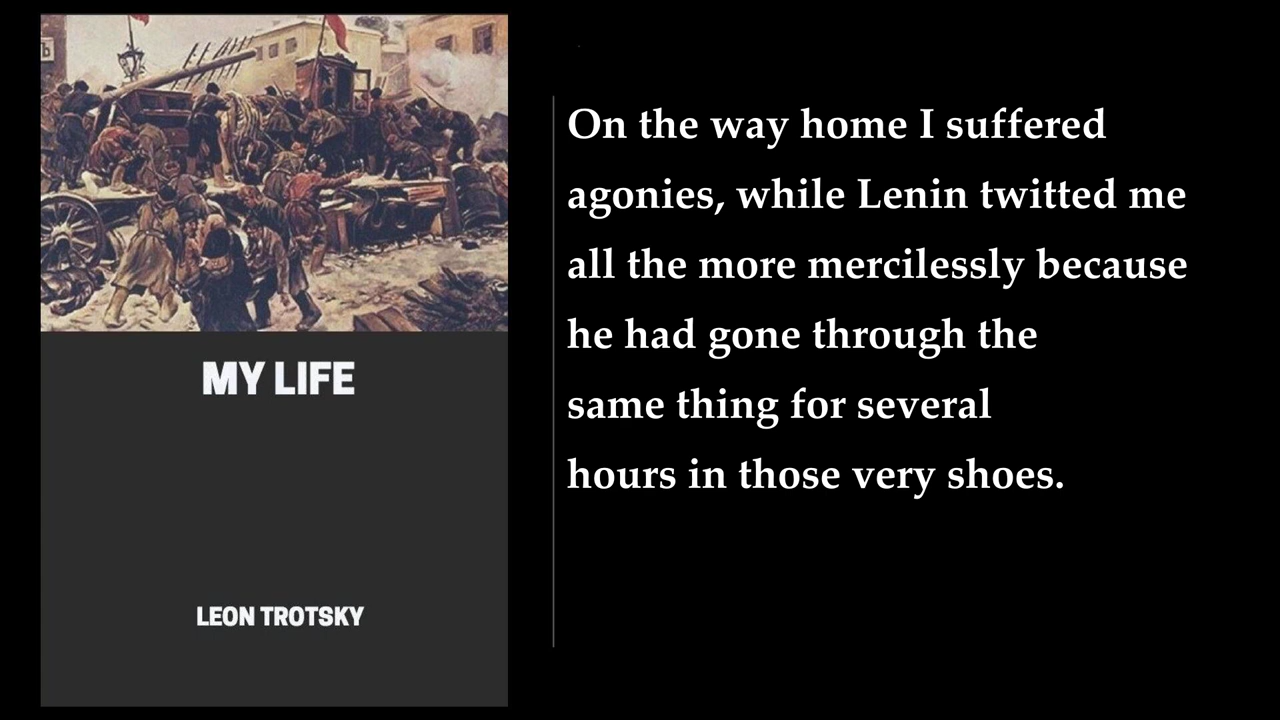 Ъ
MY LIFE
LEON TROTSKY
On the way home I suffered
agonies, while Lenin twitted me
all the more mercilessly because
he had gone through the
same thing for several
hours in those very shoes.